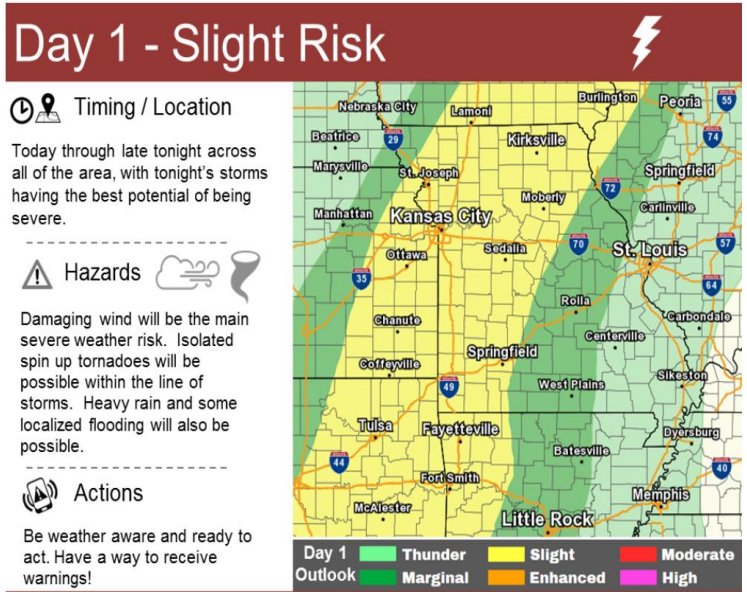 Day 1 - Slight Risk
Timing / Location
Today through late tonight across
all of the area, with tonight's storms
having the best potential of being
severe.
Hazards
Damaging wind will be the main
severe weather risk. Isolated
spin up tornadoes will be
possible within the line of
storms. Heavy rain and some
localized flooding will also be
possible.
Actions
Be weather aware and ready to
act. Have a way to receive
warnings!
Nebraska City
Lamoni
Burlington
Peoria
55
Beatrice
29
Kirksville
74
Marysville
St. Joseph
Springfield
72
Manhattan
Moberly
Carlinville
Kansas City
Ottawa
Sedalia
70
St. Louis
57
35
64
Rolla
Chanute
Carbondale
Centerville
Springfield
Coffeyville
49
West Plains
Sikeston
Tulsa
Fayetteville
Dyersburg
Batesville
44
40
Fort Smith
McAlester
Memphis
Little Rock
Day 1
Outlook
Thunder
Slight
Moderate
Marginal
Enhanced
High